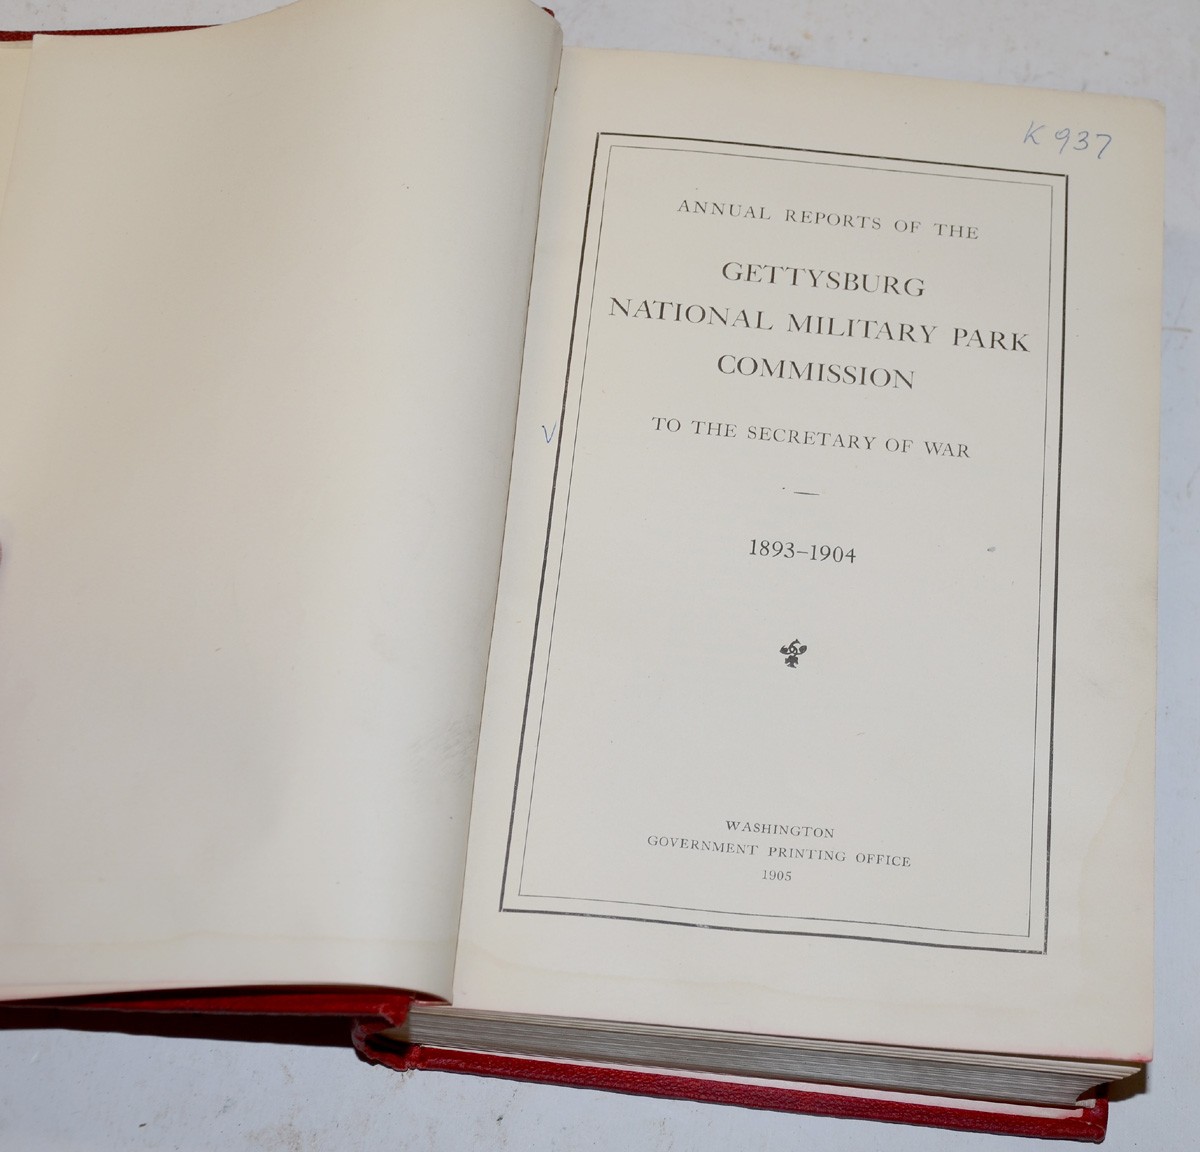 K 937
ANNUAL REPORTS OF THE
GETTYSBURG
NATIONAL MILITARY PARK
COMMISSION
TO THE SECRETARY OF WAR
V
1893–1904
WASHINGTON
GOVERNMENT PRINTING OFFICE
1905